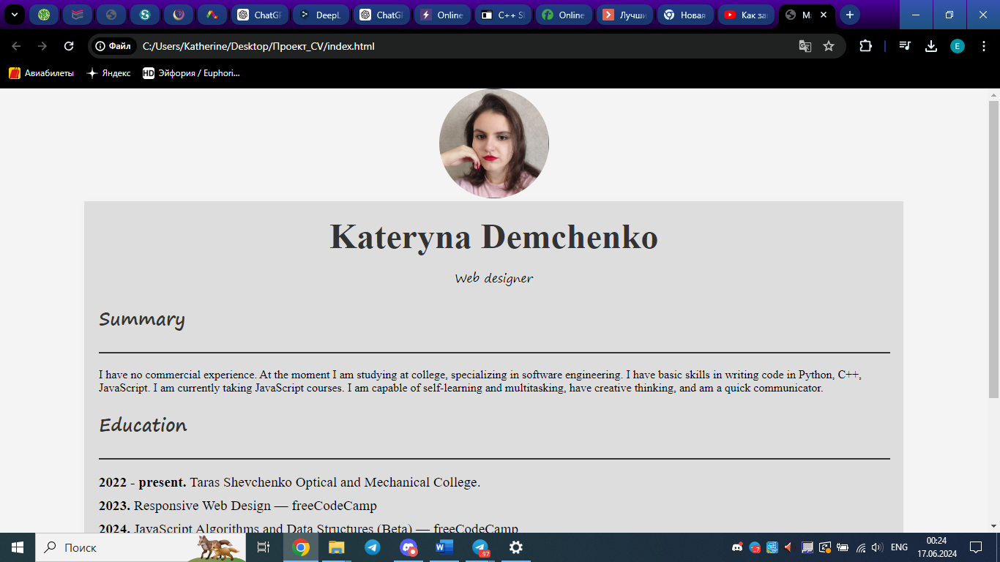 ChatGP
DeepL
ChatGP
Online
C++ Sh
Online
Лучши
Новая
Как за
Ma
Файл
C:/Users/Katherine/Desktop/Проект_CV/index.html
E
Авиабилеты
Яндекс
HD
Эйфория / Euphori...
Kateryna Demchenko
Web designer
Summary
I have no commercial experience. At the moment I am studying at college, specializing in software engineering. I have basic skills in writing code in Python, C++,
JavaScript. I am currently taking JavaScript courses. I am capable of self-learning and multitasking, have creative thinking, and am a quick communicator.
Education
2022 - present. Taras Shevchenko Optical and Mechanical College.
2023. Responsive Web Design — freeCodeCamp
2024. JavaScript Algorithms and Data Structures (Beta) — freeCodeCamp
Поиск
97
ENG
00:24
17.06.2024